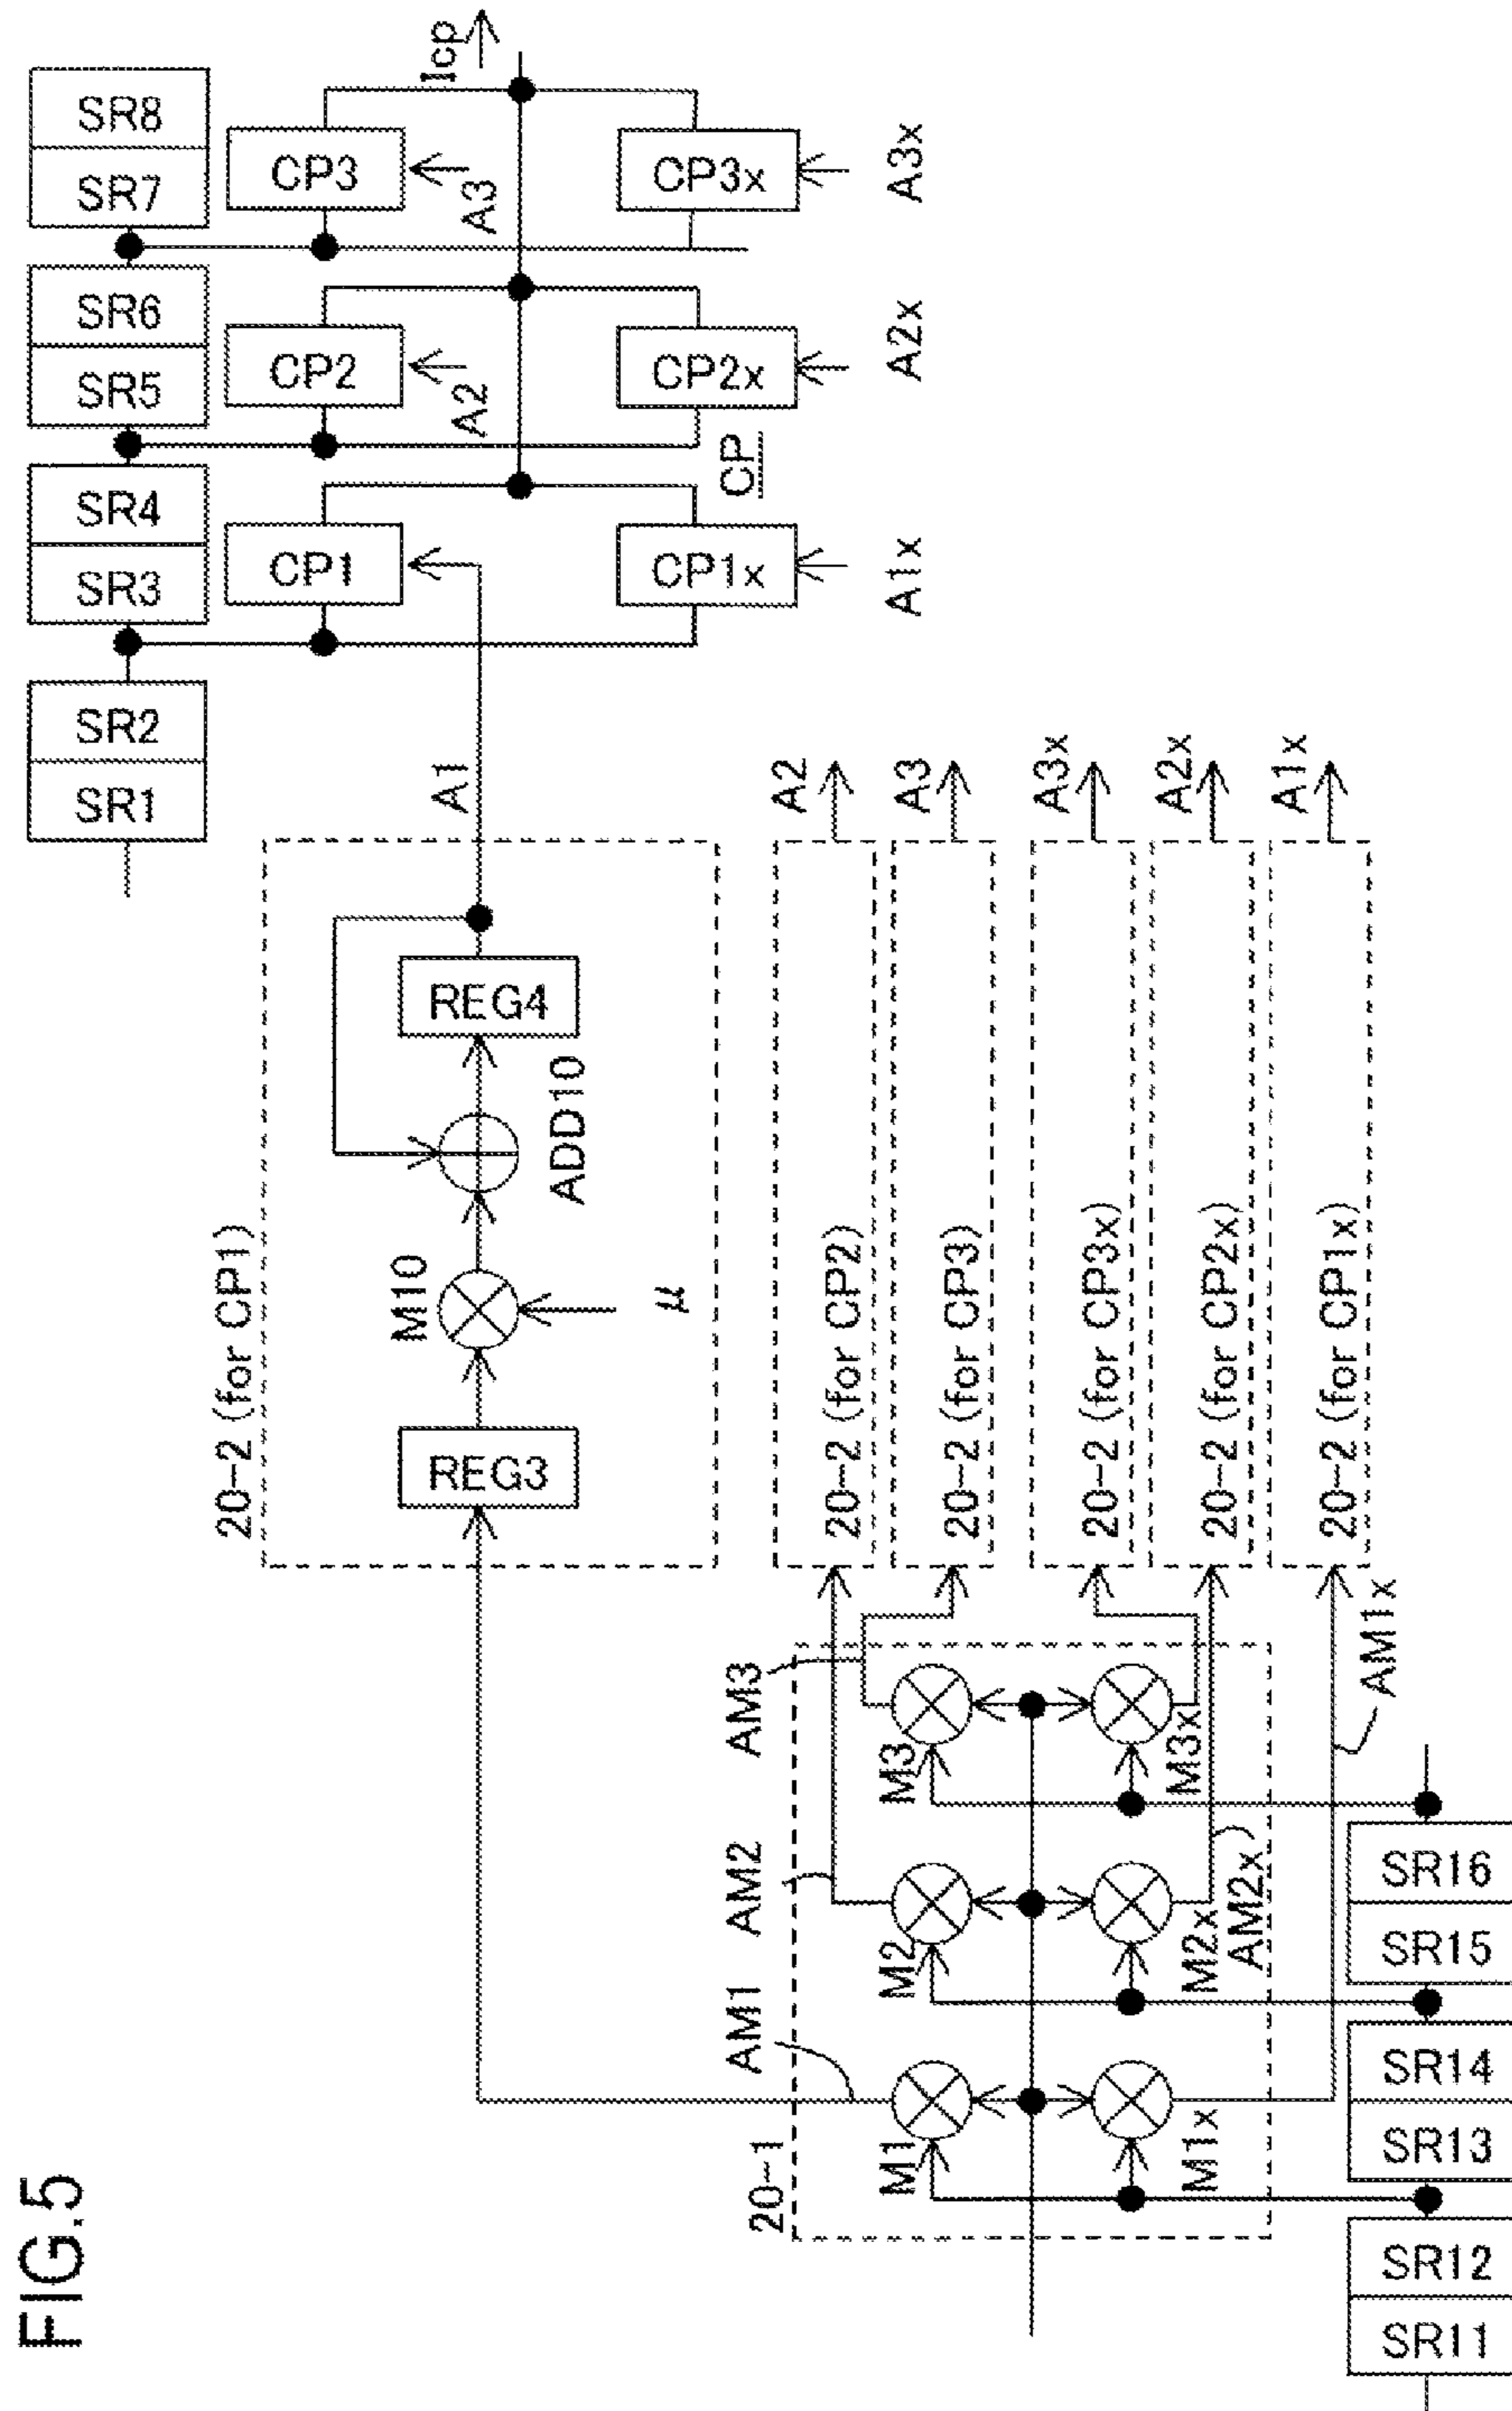 FIG.5
SR1
SR2
SR3
SR4
SR5
SR6
SR7
SR8
CP1
CP2
CP3
Icp
A2
A3
CP
CP1x
CP2x
CP3x
A1x
A2x
A3x
20-2 (for CP1)
A1
REG3
M10
μ
ADD10
REG4
20-2 (for CP2)
A2
20-2 (for CP3)
A3
20-2 (for CP3x)
A3x
20-2 (for CP2x)
A2x
20-2 (for CP1x)
A1x
20-1
AM1
AM2
AM3
M1
M2
M3
M1x
M2x
M3x
AM2x
AM1x
SR11
SR12
SR13
SR14
SR15
SR16